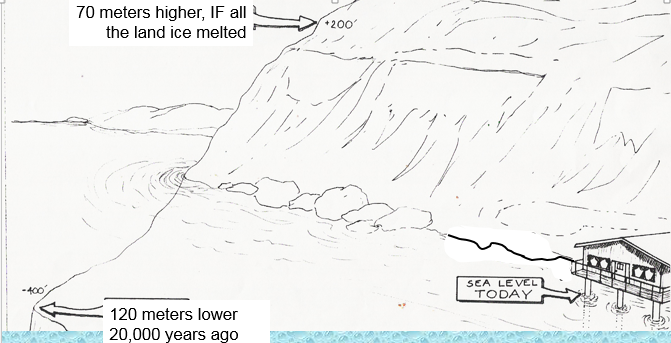 70 meters higher, IF all
the land ice melted
+200'
-400'
SEA LEVEL
TODAY
120 meters lower
20,000 years ago